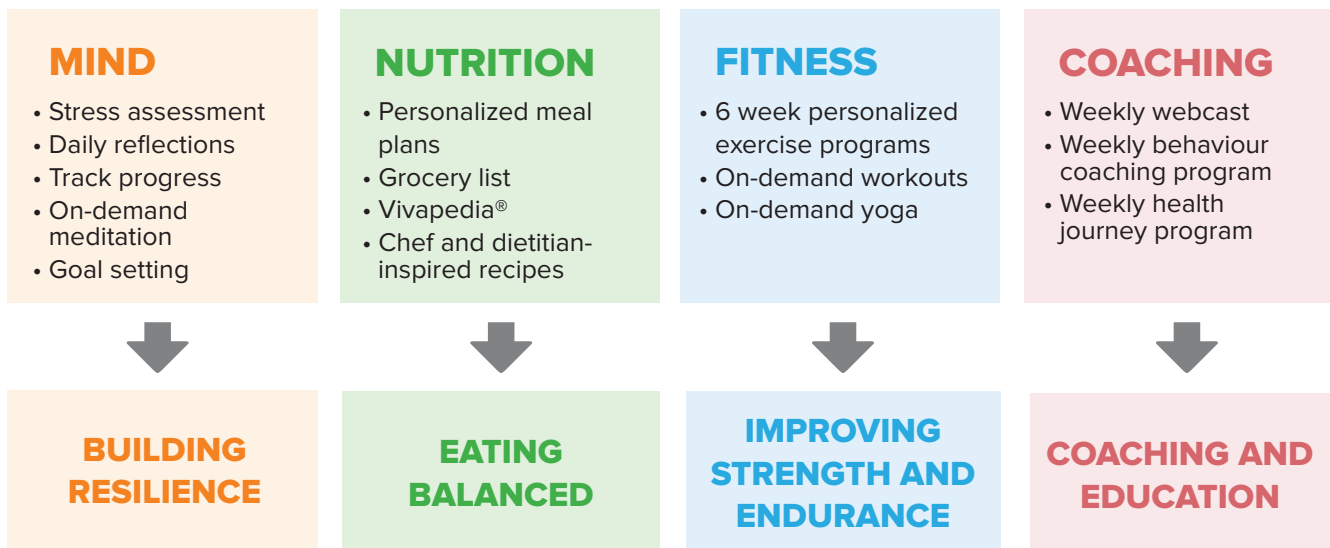 MIND
• Stress assessment
• Daily reflections
• Track progress
• On-demand
meditation
• Goal setting
NUTRITION
• Personalized meal
plans
• Grocery list
• Vivapedia®
• Chef and dietitian-
inspired recipes
FITNESS
• 6 week personalized
exercise programs
• On-demand workouts
• On-demand yoga
COACHING
• Weekly webcast
• Weekly behaviour
coaching program
• Weekly health
journey program
BUILDING
RESILIENCE
EATING
BALANCED
IMPROVING
STRENGTH AND
ENDURANCE
COACHING AND
EDUCATION